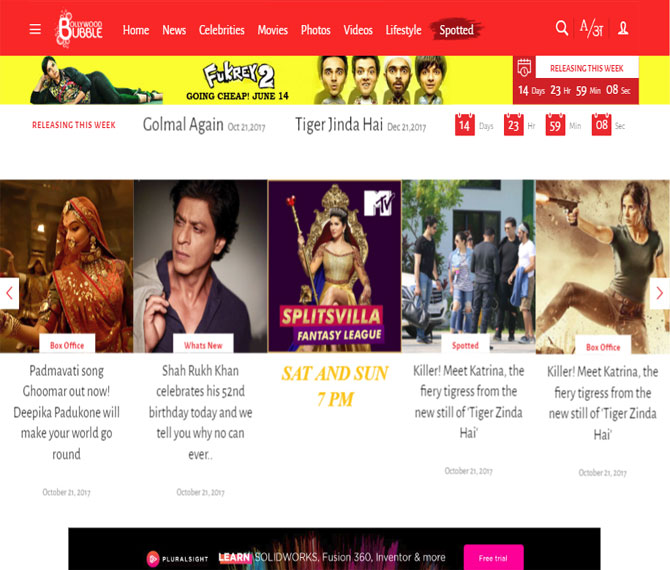 BOLLYWOOD
BUBBLE
Home News Celebrities Movies Photos Videos Lifestyle Spotted
A/अ
FUKREY 2
GOING CHEAP! JUNE 14
RELEASING THIS WEEK
14 Days 23 Hr 59 Min 08 Sec
RELEASING THIS WEEK Golmal Again Oct 21,2017 Tiger Jinda Hai Dec 21,2017 14 Days 23 Hr 59 Min 08 Sec
MTV
SPLITSVILLA
FANTASY LEAGUE
Box Office
Padmavati song
Ghoomar out now!
Deepika Padukone will
make your world go
round
October 21, 2017
Whats New
Shah Rukh Khan
celebrates his 52nd
birthday today and we
tell you why no can
ever..
October 21, 2017
SAT AND SUN
7 PM
Spotted
Killer! Meet Katrina, the
fiery tigress from the
new still of 'Tiger Zinda
Hai'
October 21, 2017
Box Office
Killer! Meet Katrina, the
fiery tigress from the
new still of 'Tiger Zinda
Hai'
October 21, 2017
PLURALSIGHT LEARN SOLIDWORKS, Fusion 360, Inventor & more Free trial